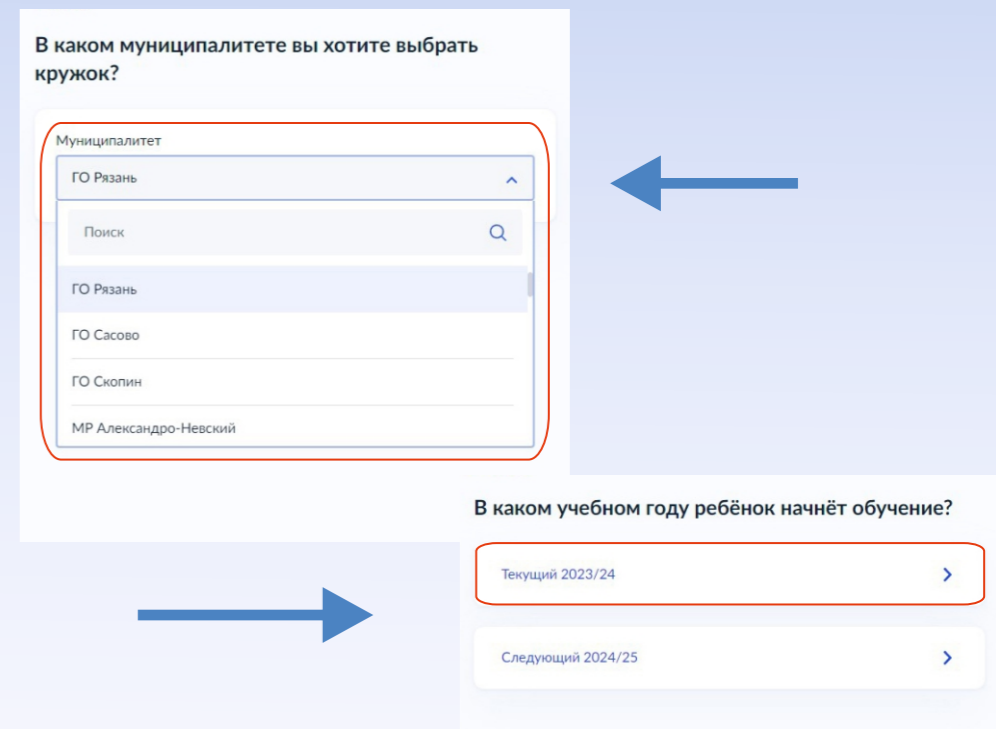 В каком муниципалитете вы хотите выбрать
кружок?
Муниципалитет
ГО Рязань
Поиск
ГО Рязань
ГО Сасово
ГО Скопин
МР Александро-Невский
В каком учебном году ребёнок начнёт обучение?
Текущий 2023/24
Следующий 2024/25